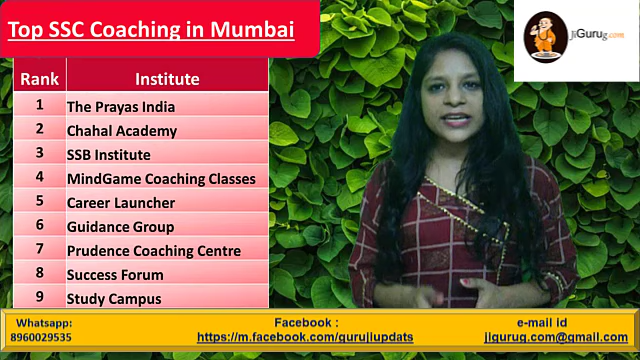 Top SSC Coaching in Mumbai
jiGurug.com
Rank Institute
1 The Prayas India
2 Chahal Academy
3 SSB Institute
4 MindGame Coaching Classes
5 Career Launcher
6 Guidance Group
7 Prudence Coaching Centre
8 Success Forum
9 Study Campus
Whatsapp: Facebook : e-mail id
8960029535 https://m.facebook.com/gurujiupdats jigurug.com@gmail.com